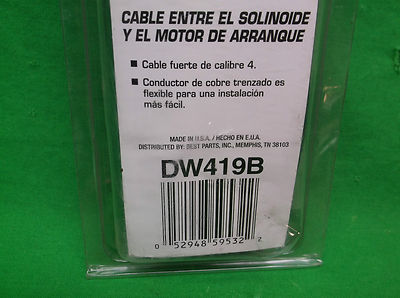 CABLE ENTRE EL SOLINOIDE
Y EL MOTOR DE ARRANQUE
■ Cable fuerte de calibre 4.
■ Conductor de cobre trenzado es
flexible para una instalación
más fácil.
MADE IN U.S.A. / HECHO EN E.U.A.
DISTRIBUTED BY: BEST PARTS, INC., MEMPHIS, TN 38103
DW419B
0 52948 59532 2